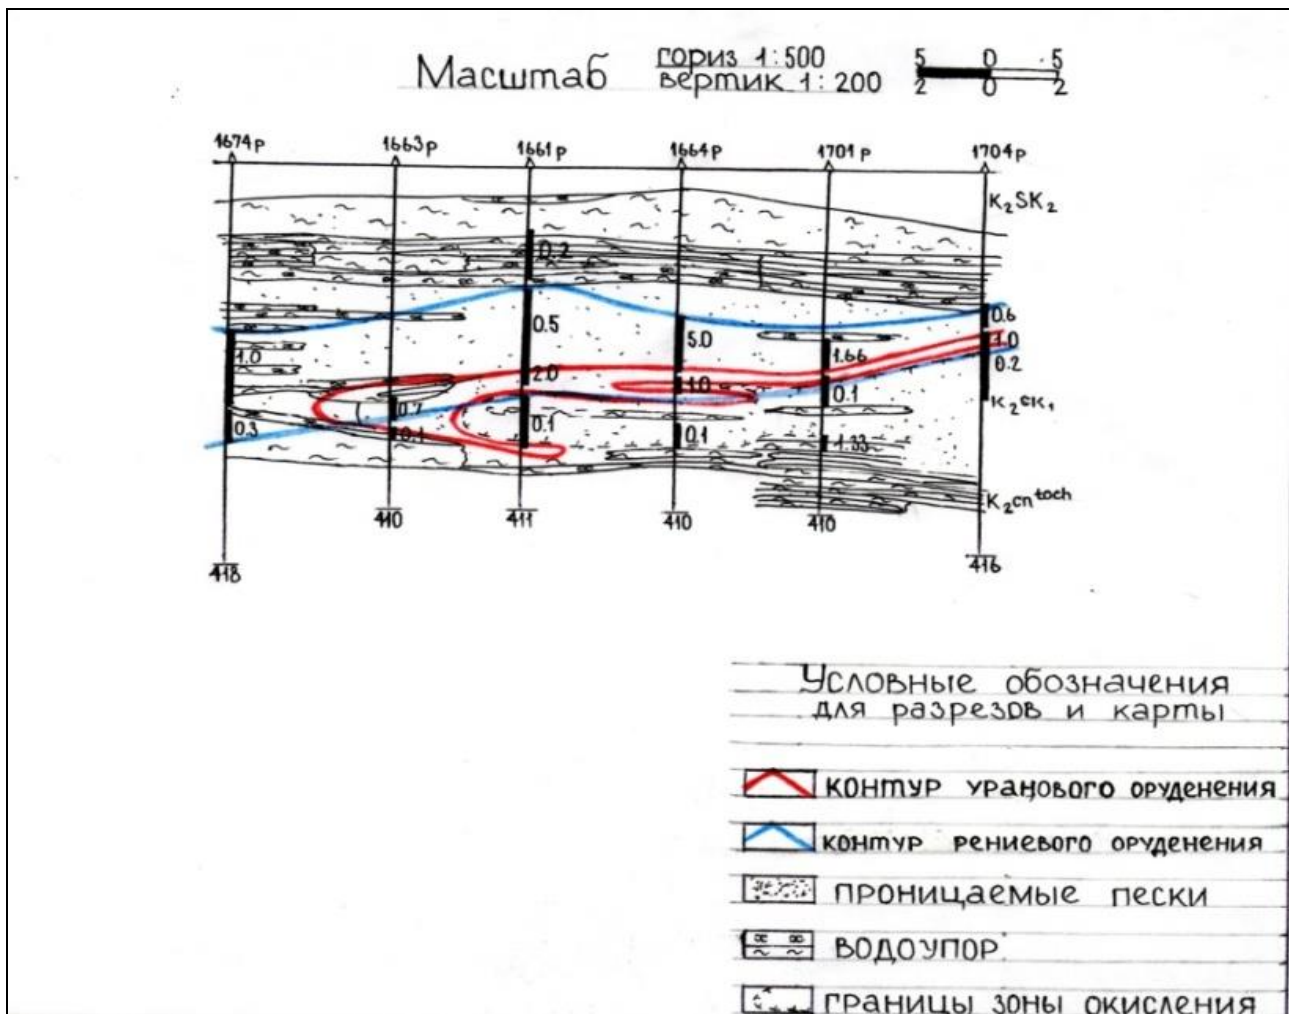 Масштаб гориз 1:500
вертик 1:200
5 0 5
2 0 2
1674р 1663р 1661р 1664р 1701р 1704р
K₂SK₂
0.2
0.6
0.5 5.0 1.0
1.0 1.66 0.2
2.0 1.0
0.7 0.1 K₂СК₁
0.3 0.1 0.1 0.1 1.33
K₂cn toch
410 411 410 410
418 416
Условные обозначения
для разрезов и карты
контур уранового оруденения
контур рениевого оруденения
проницаемые пески
водоупор
границы зоны окисления